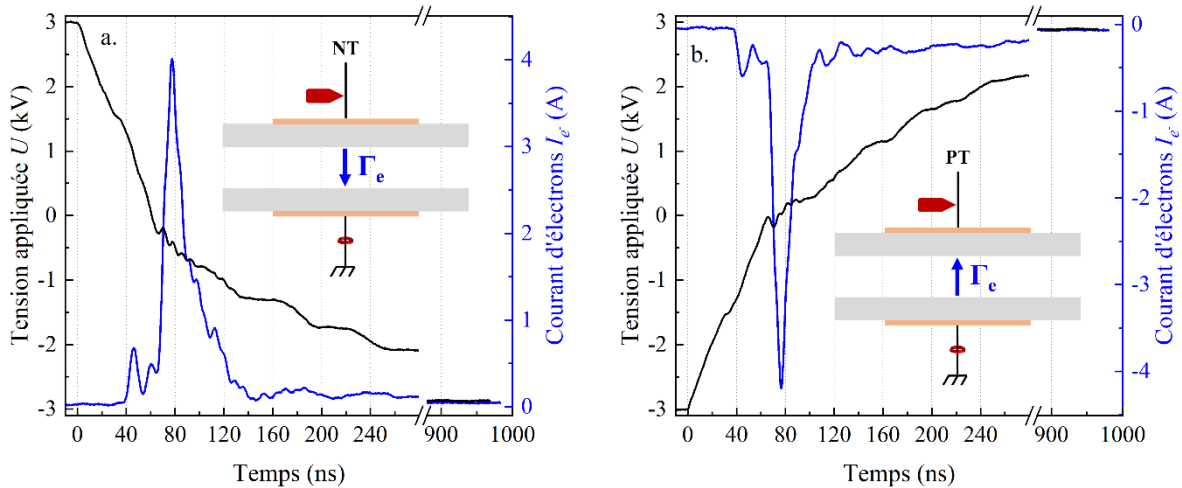 a.
NT
Γe
Tension appliquée U (kV)
3
2
1
0
-1
-2
-3
Courant d'électrons Ie- (A)
4
3
2
1
0
0 40 80 120 160 200 240 900 1000
Temps (ns)
b.
PT
Γe
Tension appliquée U (kV)
3
2
1
0
-1
-2
-3
Courant d'électrons Ie- (A)
0
-1
-2
-3
-4
0 40 80 120 160 200 240 900 1000
Temps (ns)